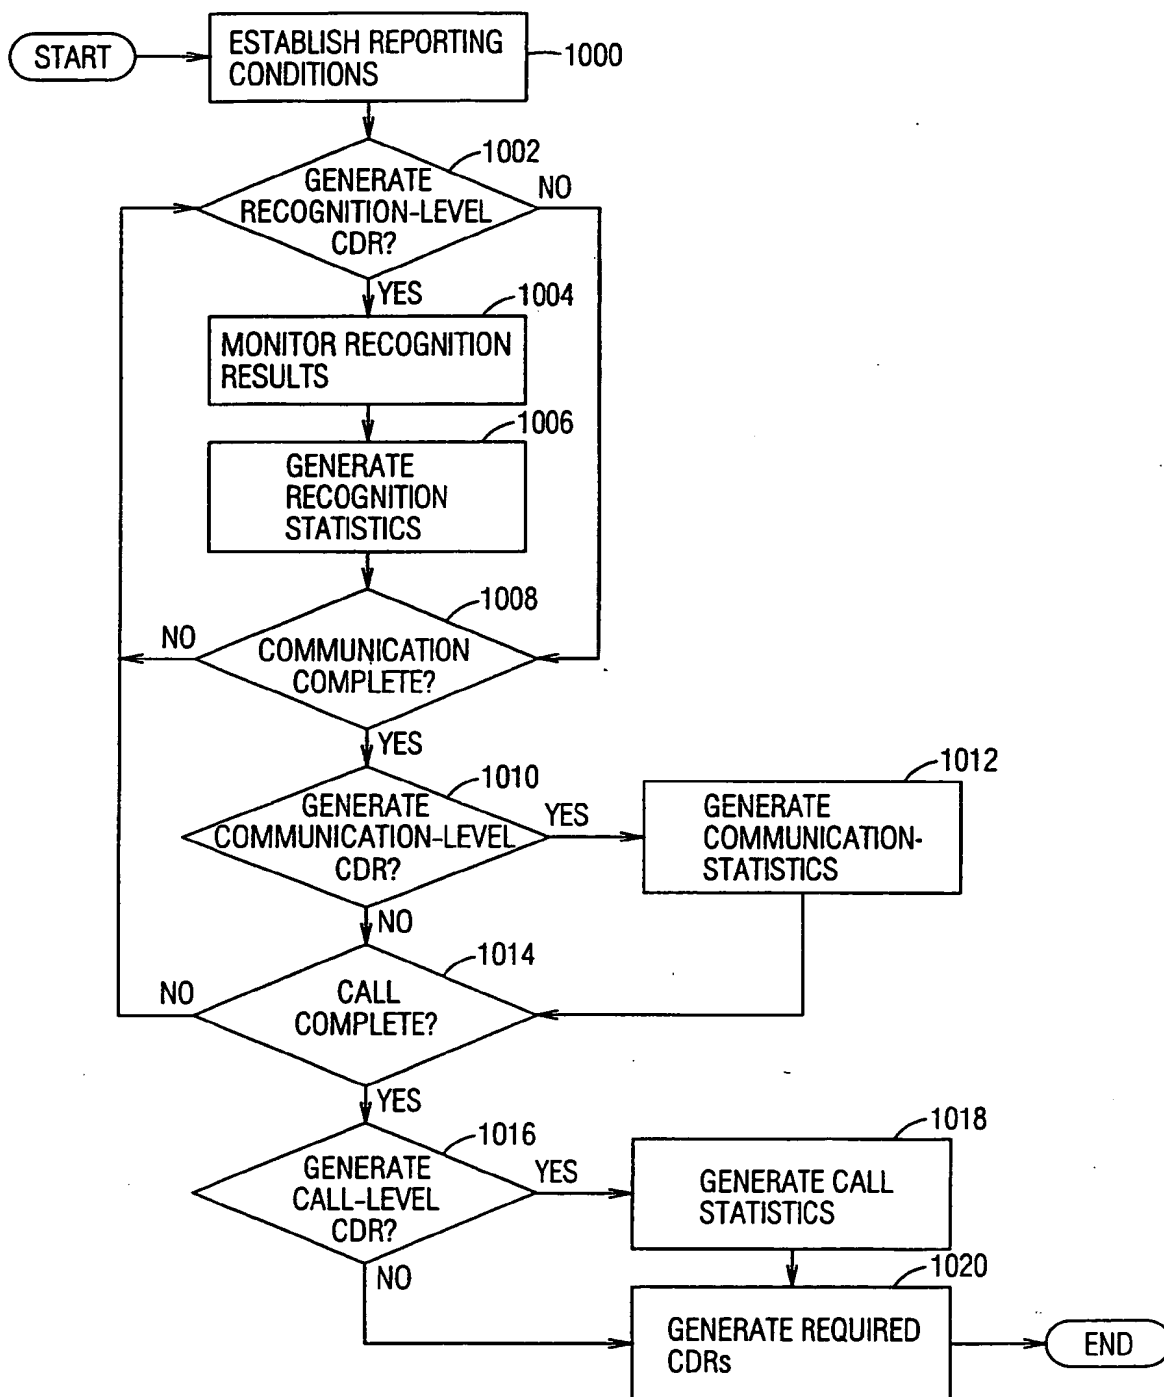 START
ESTABLISH REPORTING
CONDITIONS
1000
1002
GENERATE
RECOGNITION-LEVEL
CDR?
NO
YES
1004
MONITOR RECOGNITION
RESULTS
1006
GENERATE
RECOGNITION
STATISTICS
1008
NO
COMMUNICATION
COMPLETE?
YES
1010
GENERATE
COMMUNICATION-LEVEL
CDR?
YES
1012
GENERATE
COMMUNICATION-
STATISTICS
NO
1014
NO
CALL
COMPLETE?
YES
1016
GENERATE
CALL-LEVEL
CDR?
YES
1018
GENERATE CALL
STATISTICS
NO
1020
GENERATE REQUIRED
CDRs
END